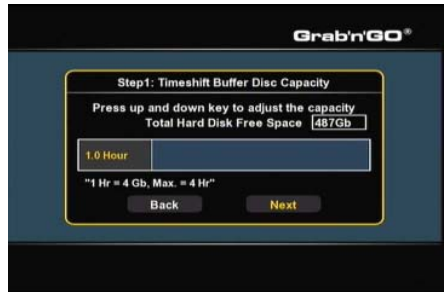 Grab'n'GO®
Step1: Timeshift Buffer Disc Capacity
Press up and down key to adjust the capacity
Total Hard Disk Free Space 487Gb
1.0 Hour
"1 Hr = 4 Gb, Max. = 4 Hr"
Back Next